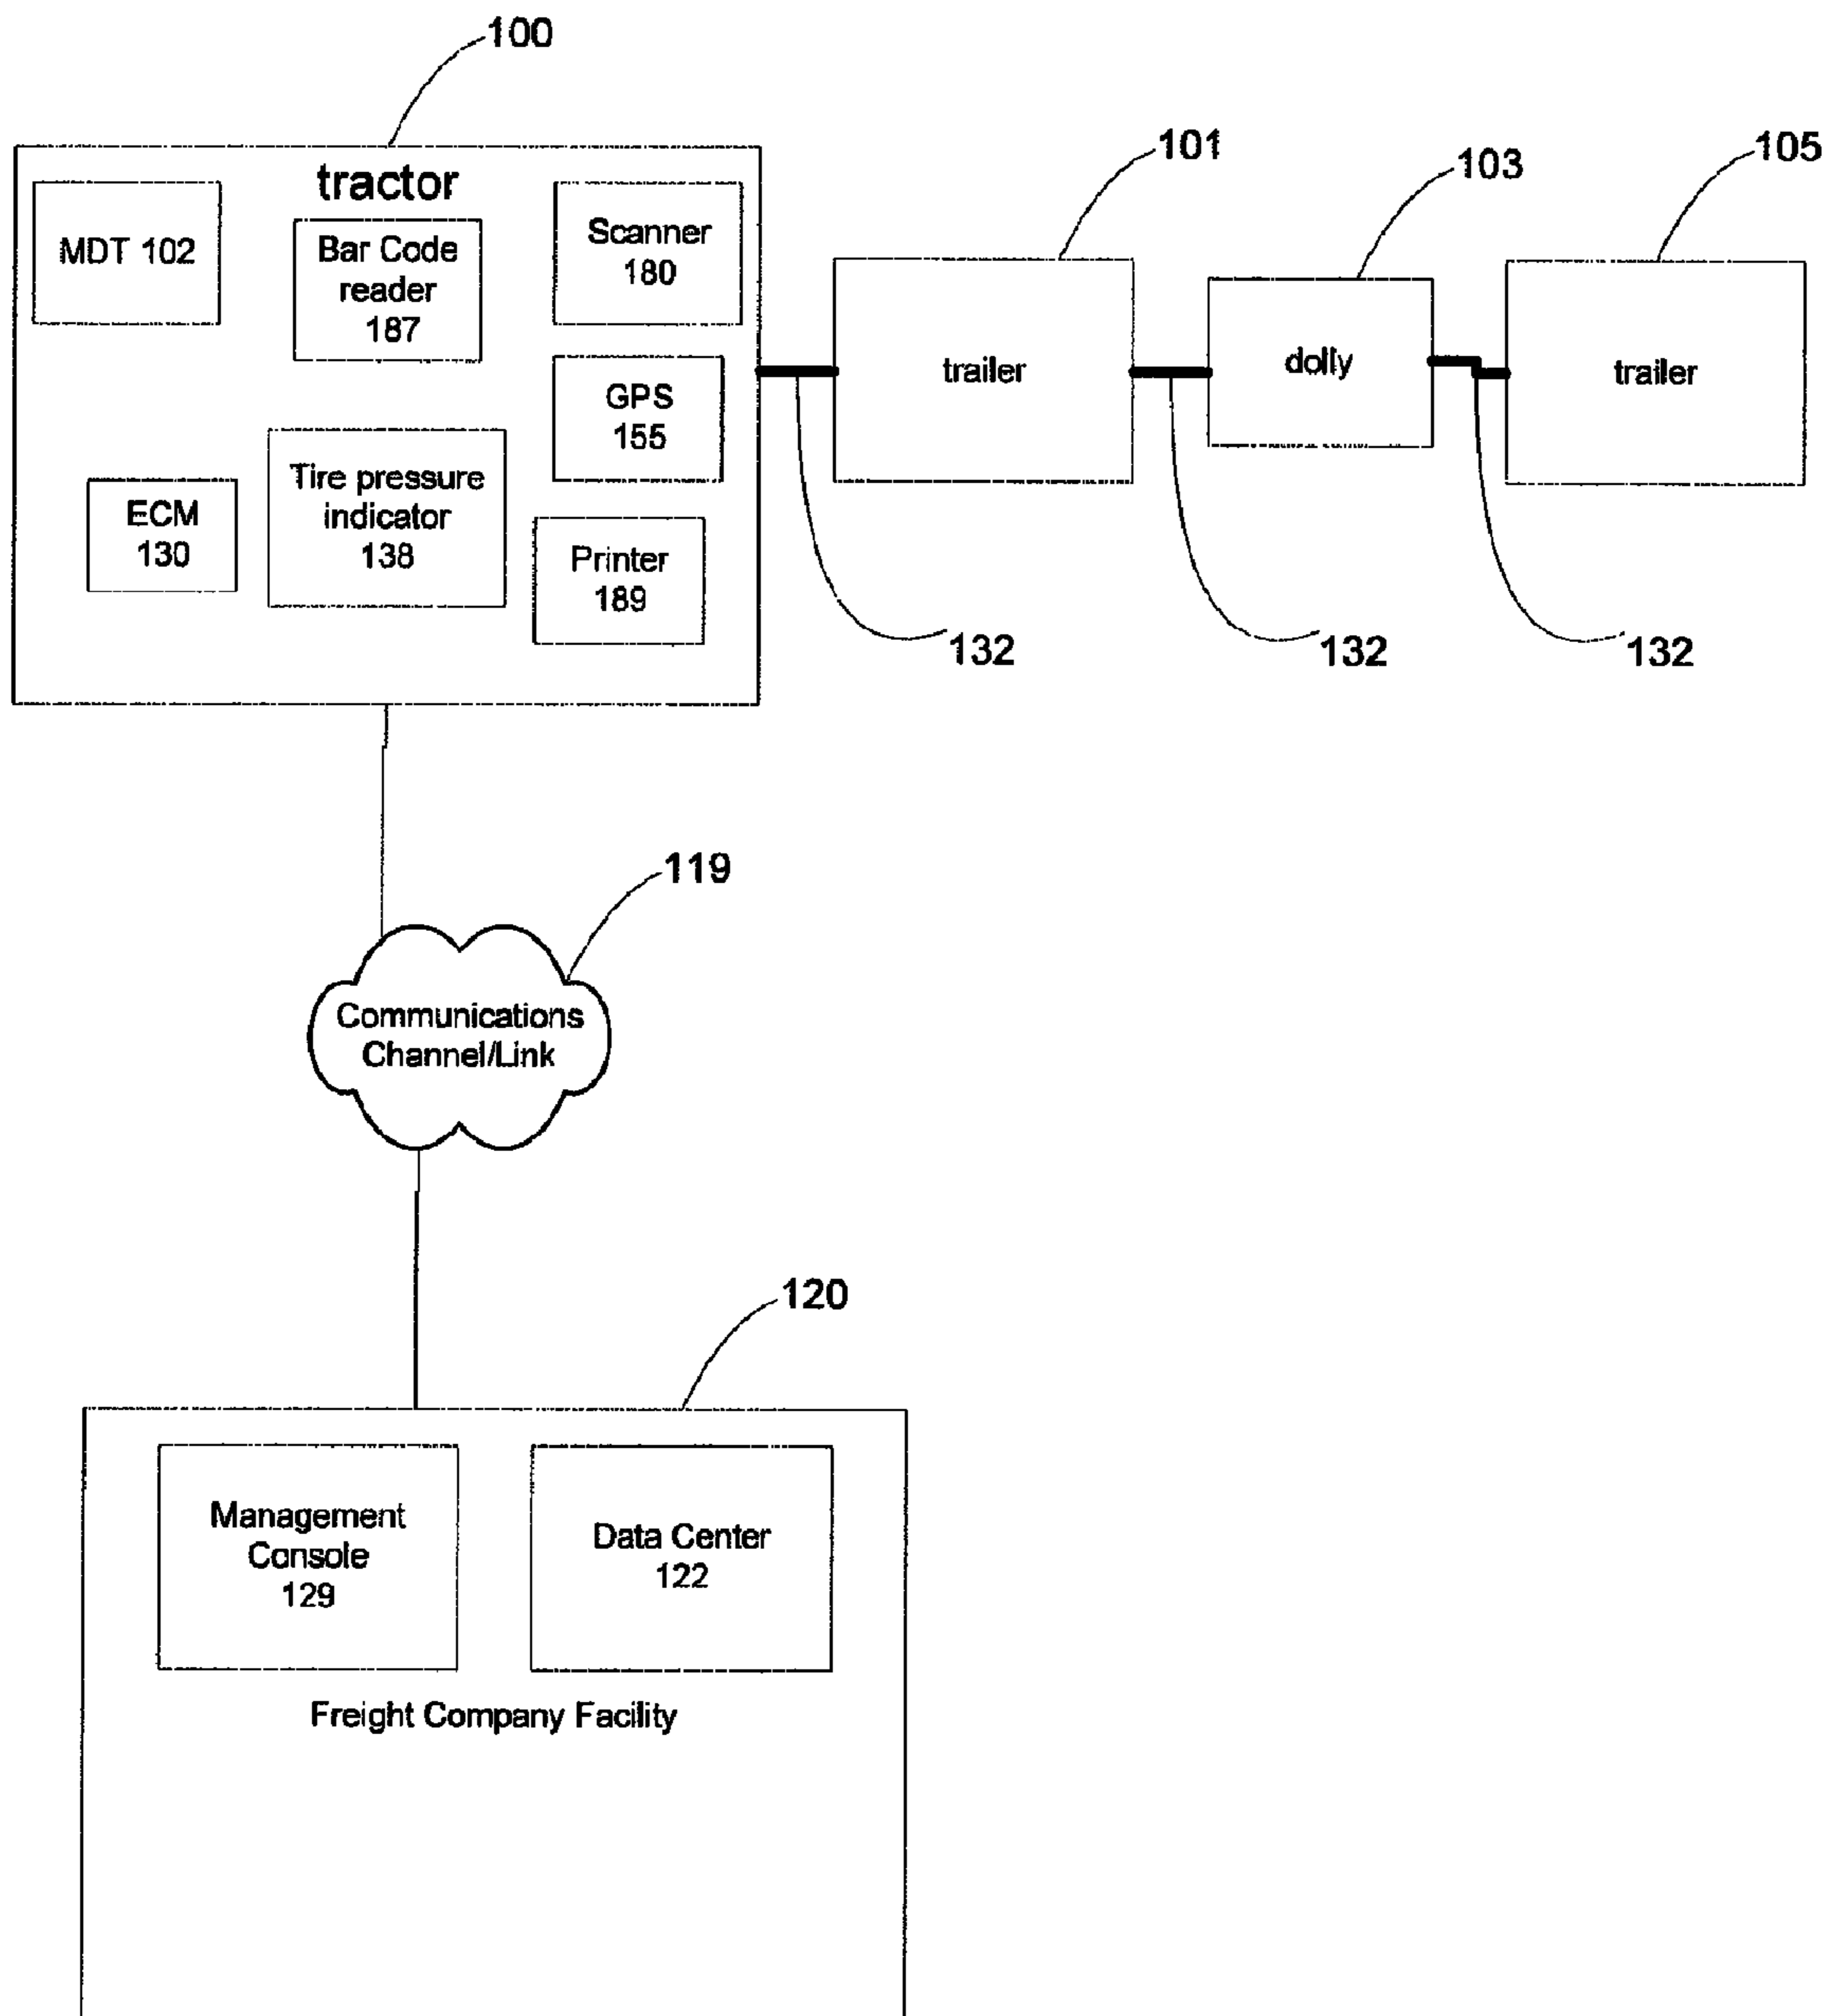 100
101
103
105
tractor
MDT 102
Bar Code
reader
187
Scanner
180
GPS
155
Tire pressure
indicator
138
ECM
130
Printer
189
trailer
dolly
trailer
132
132
132
119
Communications
Channel/Link
120
Management
Console
129
Data Center
122
Freight Company Facility